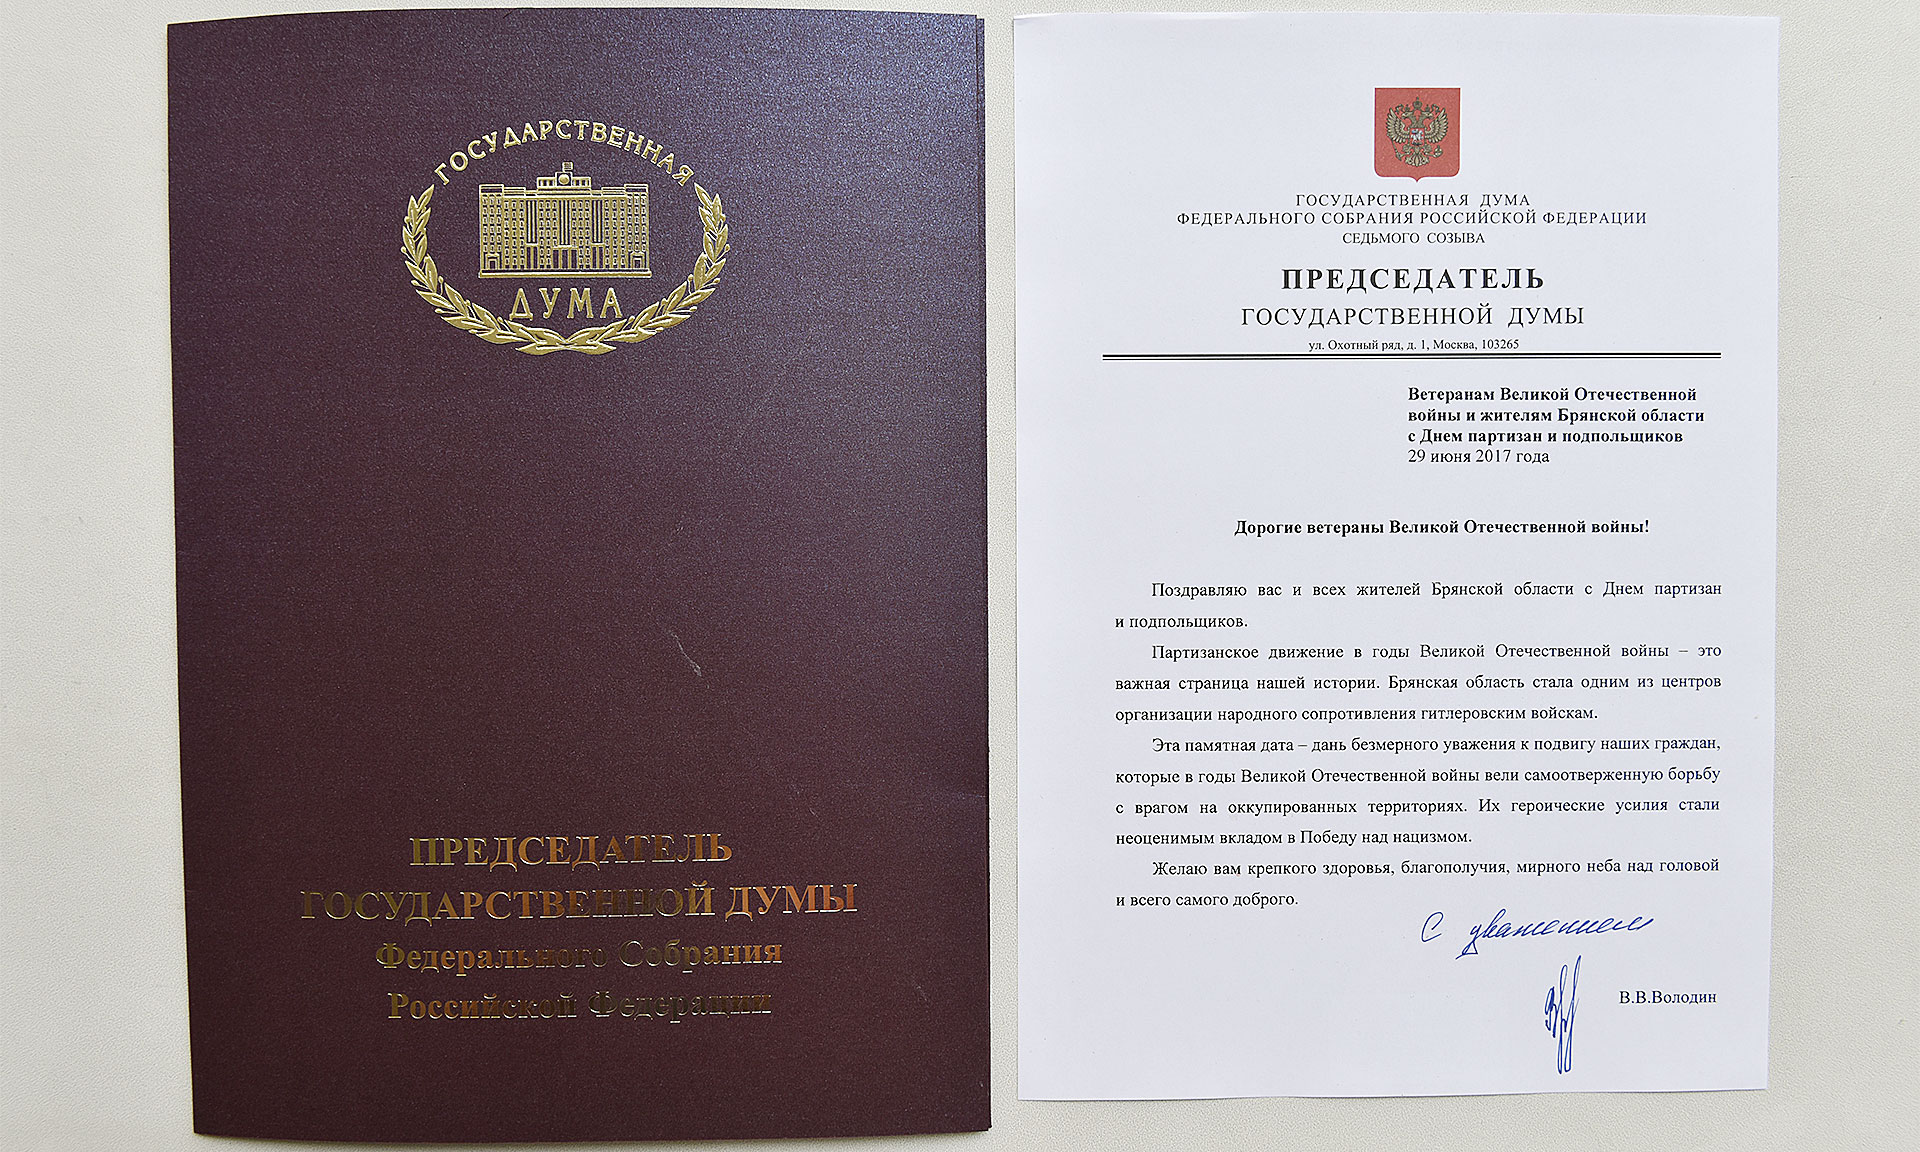 ГОСУДАРСТВЕННАЯ
ДУМА
ПРЕДСЕДАТЕЛЬ
ГОСУДАРСТВЕННОЙ ДУМЫ
Федерального Собрания
Российской Федерации
ГОСУДАРСТВЕННАЯ ДУМА
ФЕДЕРАЛЬНОГО СОБРАНИЯ РОССИЙСКОЙ ФЕДЕРАЦИИ
СЕДЬМОГО СОЗЫВА
ПРЕДСЕДАТЕЛЬ
ГОСУДАРСТВЕННОЙ ДУМЫ
ул. Охотный ряд, д. 1, Москва, 103265
Ветеранам Великой Отечественной
войны и жителям Брянской области
с Днем партизан и подпольщиков
29 июня 2017 года
Дорогие ветераны Великой Отечественной войны!
Поздравляю вас и всех жителей Брянской области с Днем партизан
и подпольщиков.
Партизанское движение в годы Великой Отечественной войны – это
важная страница нашей истории. Брянская область стала одним из центров
организации народного сопротивления гитлеровским войскам.
Эта памятная дата – дань безмерного уважения к подвигу наших граждан,
которые в годы Великой Отечественной войны вели самоотверженную борьбу
с врагом на оккупированных территориях. Их героические усилия стали
неоценимым вкладом в Победу над нацизмом.
Желаю вам крепкого здоровья, благополучия, мирного неба над головой
и всего самого доброго.
С уважением
В.В.Володин